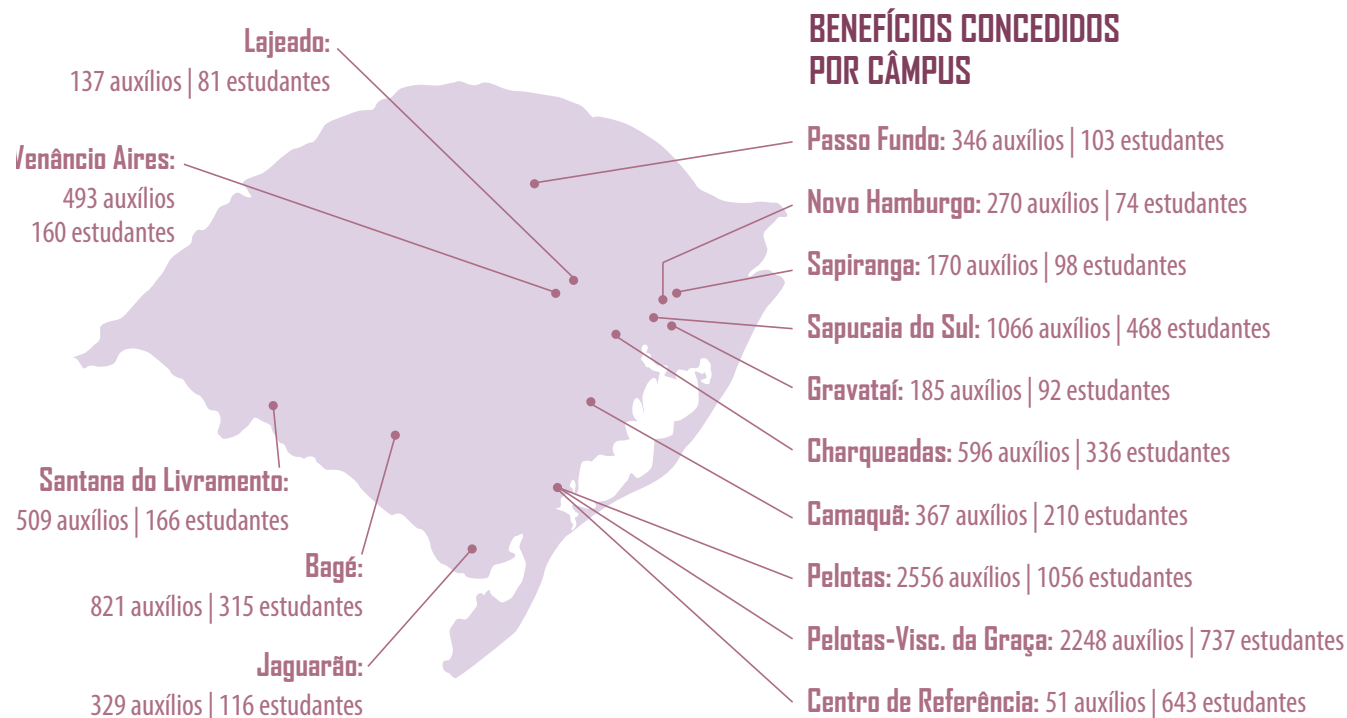 BENEFÍCIOS CONCEDIDOS
POR CÂMPUS
Lajeado:
137 auxílios | 81 estudantes
Venâncio Aires:
493 auxílios
160 estudantes
Santana do Livramento:
509 auxílios | 166 estudantes
Bagé:
821 auxílios | 315 estudantes
Jaguarão:
329 auxílios | 116 estudantes
Passo Fundo: 346 auxílios | 103 estudantes
Novo Hamburgo: 270 auxílios | 74 estudantes
Sapiranga: 170 auxílios | 98 estudantes
Sapucaia do Sul: 1066 auxílios | 468 estudantes
Gravataí: 185 auxílios | 92 estudantes
Charqueadas: 596 auxílios | 336 estudantes
Camaquã: 367 auxílios | 210 estudantes
Pelotas: 2556 auxílios | 1056 estudantes
Pelotas-Visc. da Graça: 2248 auxílios | 737 estudantes
Centro de Referência: 51 auxílios | 643 estudantes